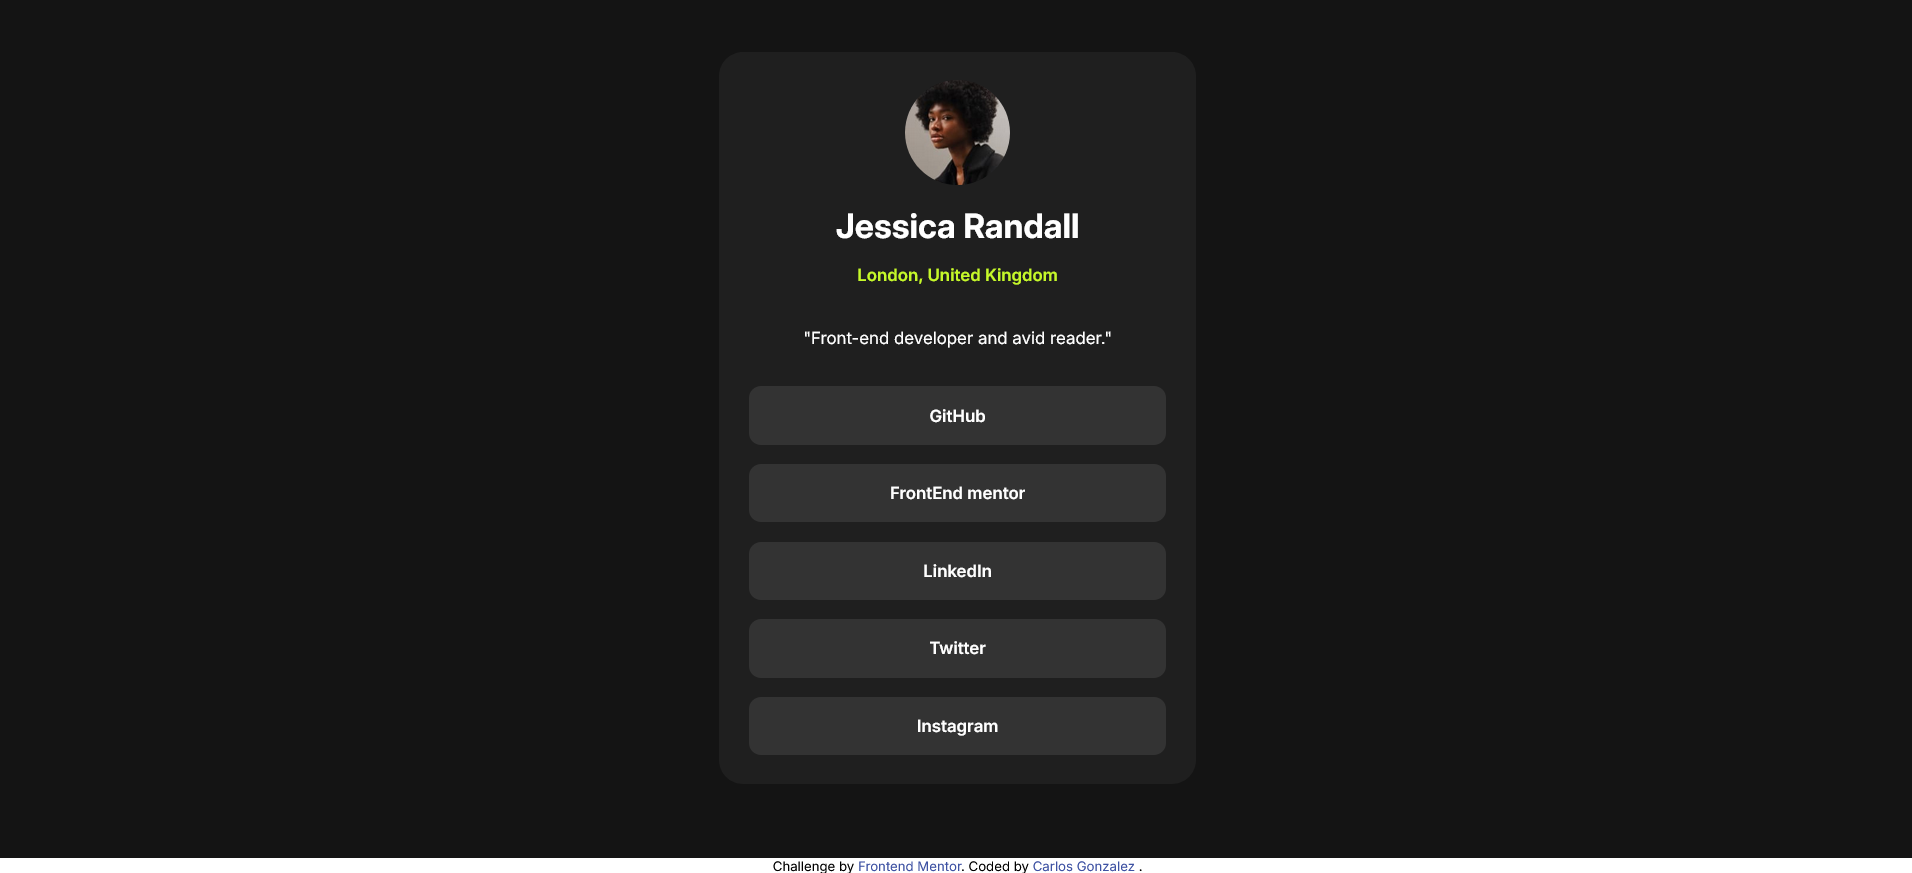 Jessica Randall
London, United Kingdom
"Front-end developer and avid reader."
GitHub
FrontEnd mentor
LinkedIn
Twitter
Instagram
Challenge by Frontend Mentor. Coded by Carlos Gonzalez .